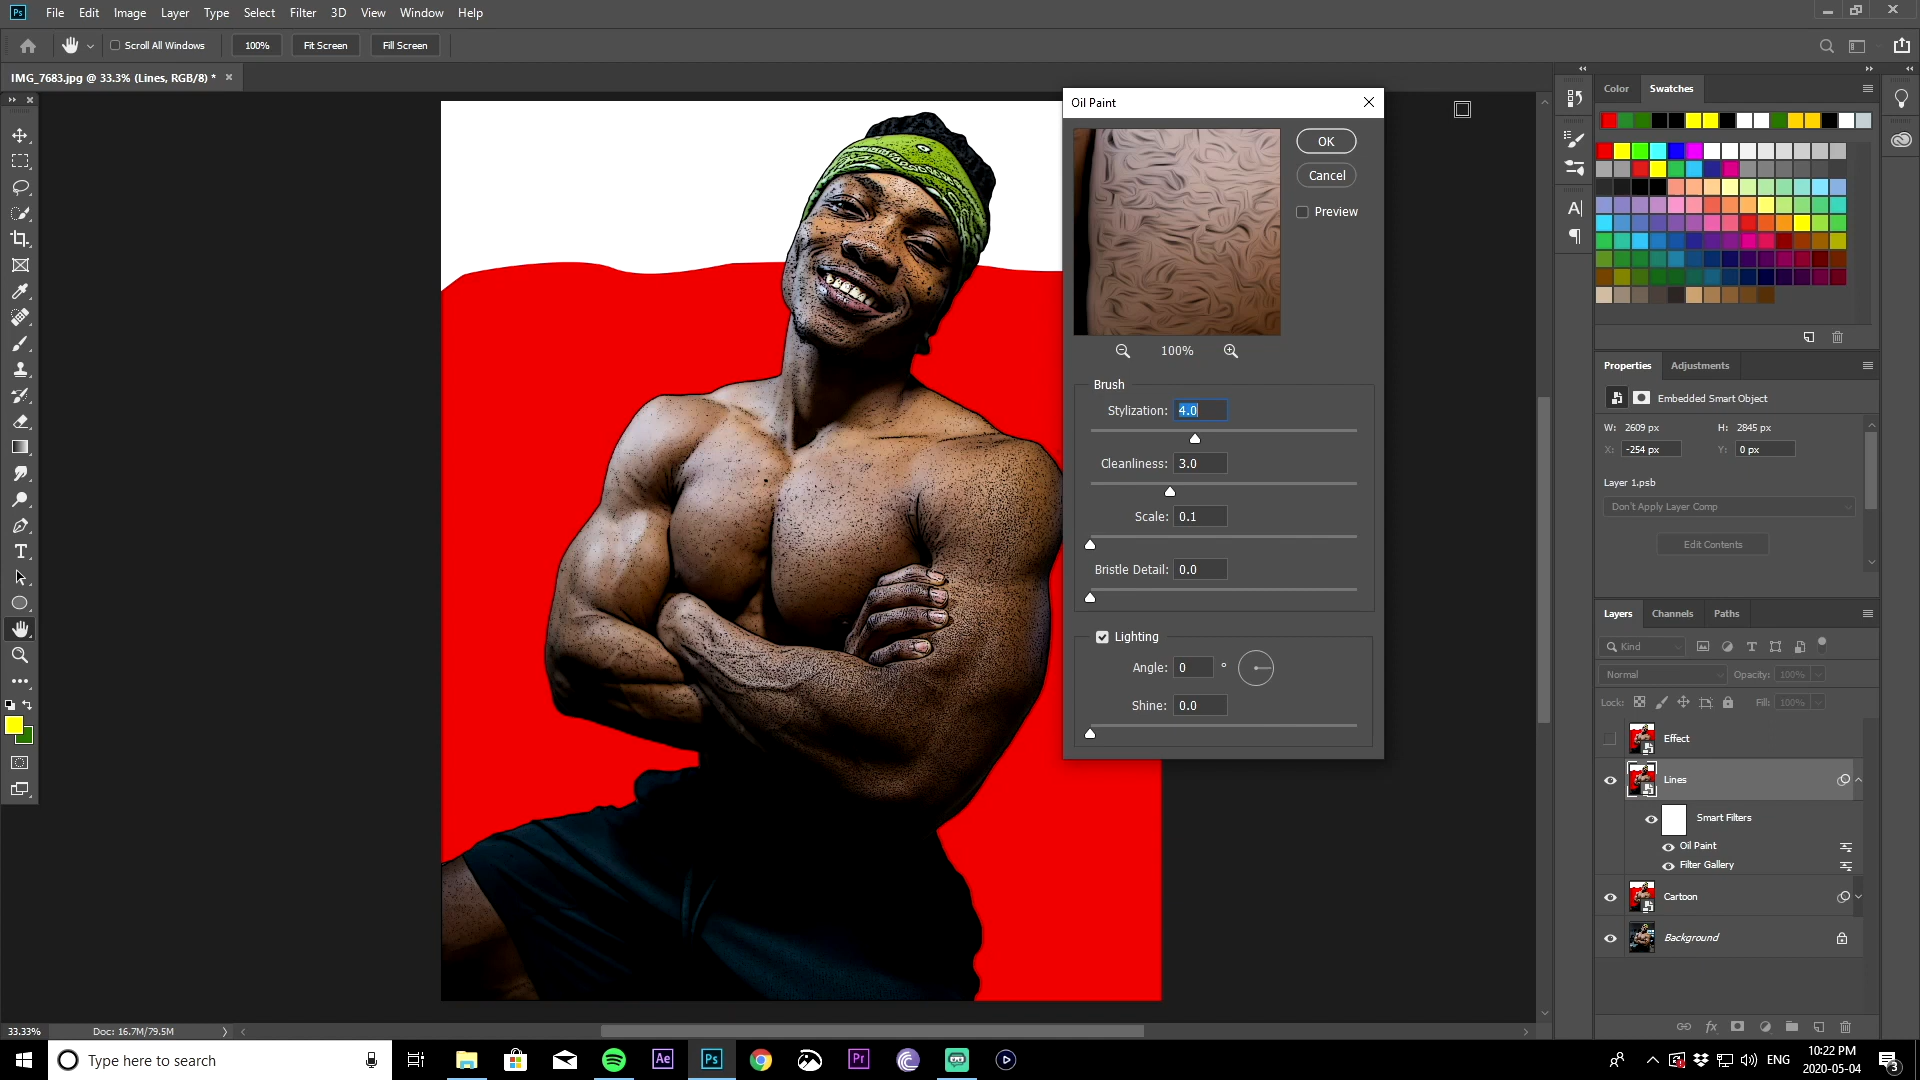 Ps File Edit Image Layer Type Select Filter 3D View Window Help
Scroll All Windows 100% Fit Screen Fill Screen
IMG_7683.jpg @ 33.3% (Lines, RGB/8) *
Oil Paint
OK
Cancel
Preview
100%
Brush
Stylization: 4.0
Cleanliness: 3.0
Scale: 0.1
Bristle Detail: 0.0
Lighting
Angle: 0 °
Shine: 0.0
Color Swatches
Properties Adjustments
Embedded Smart Object
W: 2609 px H: 2845 px
X: -254 px Y: 0 px
Layer 1.psb
Don't Apply Layer Comp
Edit Contents
Layers Channels Paths
Kind
Normal Opacity: 100%
Lock: Fill: 100%
Effect
Lines
Smart Filters
Oil Paint
Filter Gallery
Cartoon
Background
33.33% Doc: 16.7M/79.5M
Type here to search
Ae Ps Pr
ENG
10:22 PM
2020-05-04
3